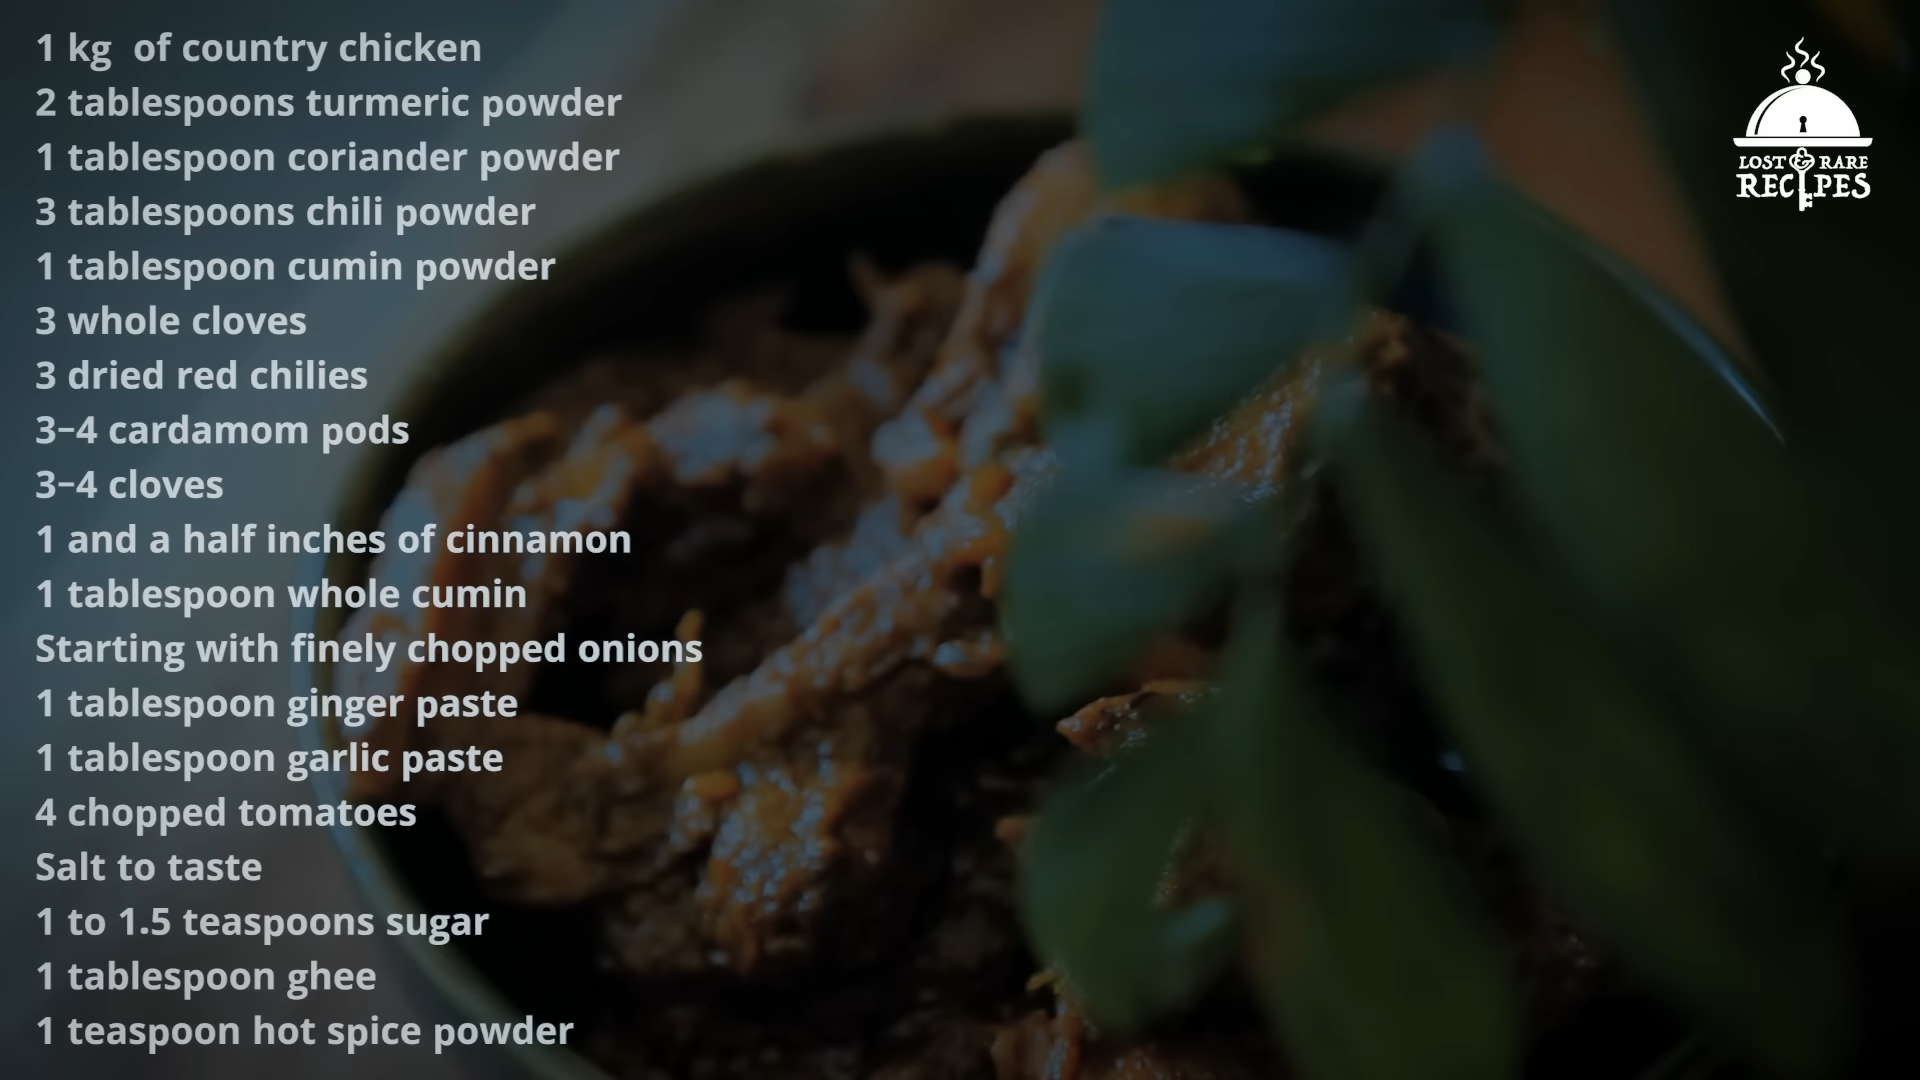 1 kg  of country chicken
2 tablespoons turmeric powder
1 tablespoon coriander powder
3 tablespoons chili powder
1 tablespoon cumin powder
3 whole cloves
3 dried red chilies
3–4 cardamom pods
3–4 cloves
1 and a half inches of cinnamon
1 tablespoon whole cumin
Starting with finely chopped onions
1 tablespoon ginger paste
1 tablespoon garlic paste
4 chopped tomatoes
Salt to taste
1 to 1.5 teaspoons sugar
1 tablespoon ghee
1 teaspoon hot spice powder
LOST & RARE
RECIPES